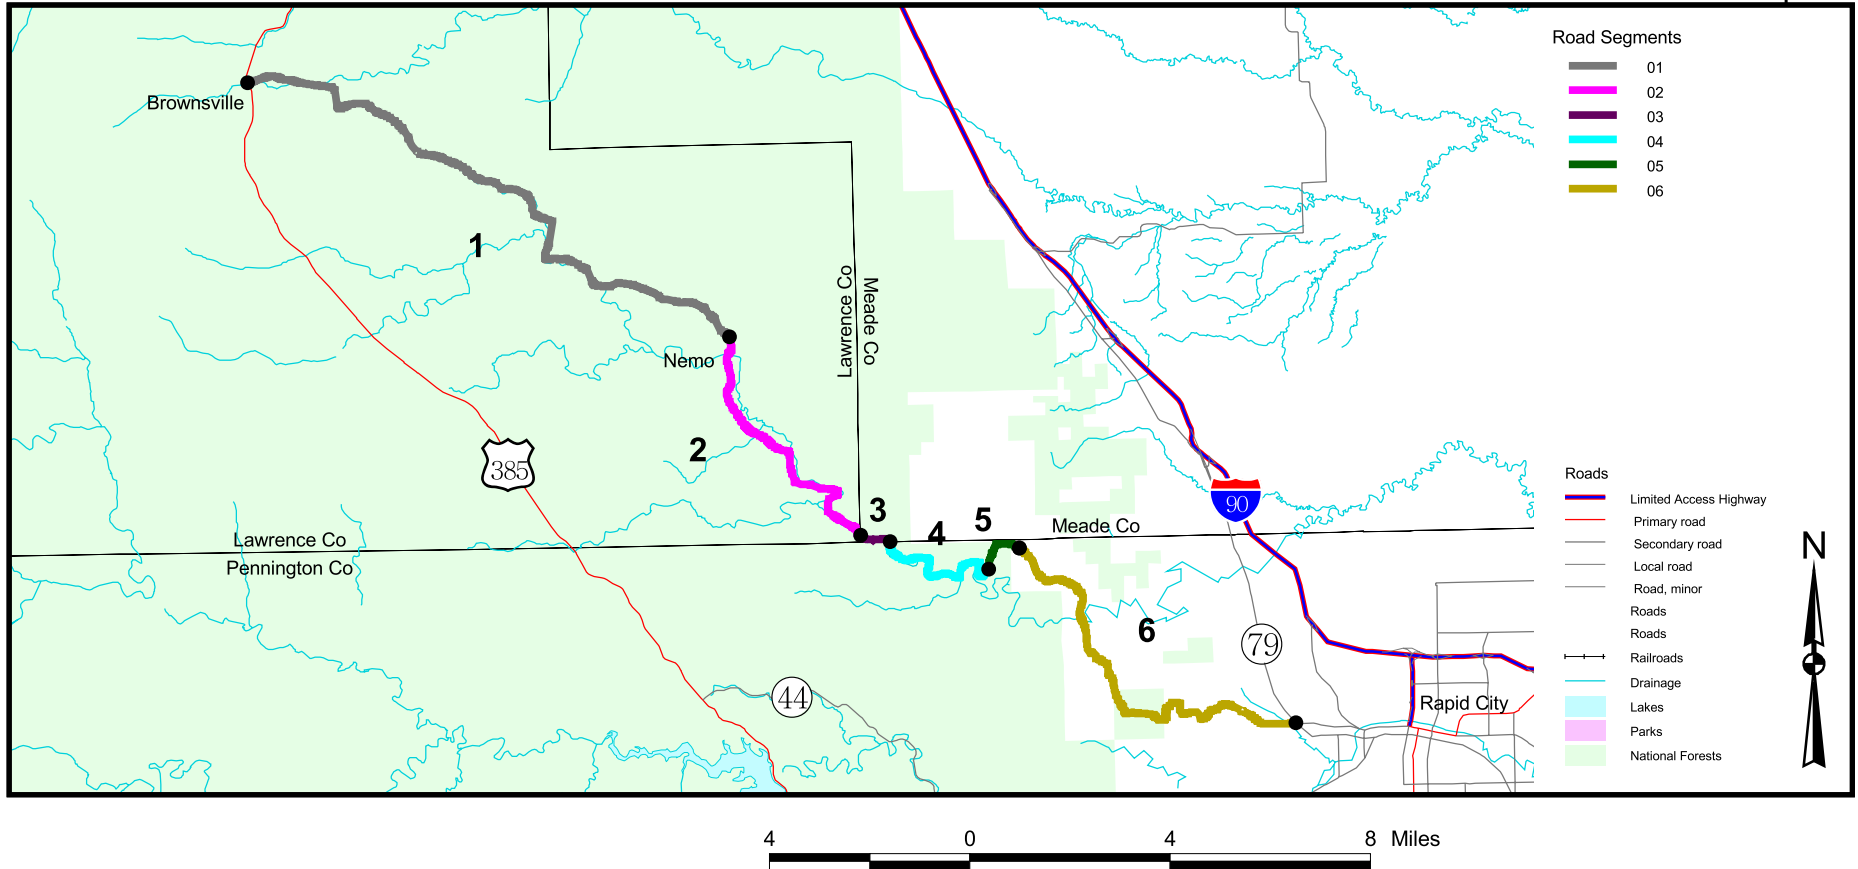 Road Segments
01
02
03
04
05
06
Brownsville
1
Lawrence Co
Meade Co
Nemo
2
385
90
3
4
5
Meade Co
Lawrence Co
Pennington Co
6
79
44
Rapid City
Roads
Limited Access Highway
Primary road
Secondary road
Local road
Road, minor
Roads
Roads
Railroads
Drainage
Lakes
Parks
National Forests
N
4 0 4 8 Miles